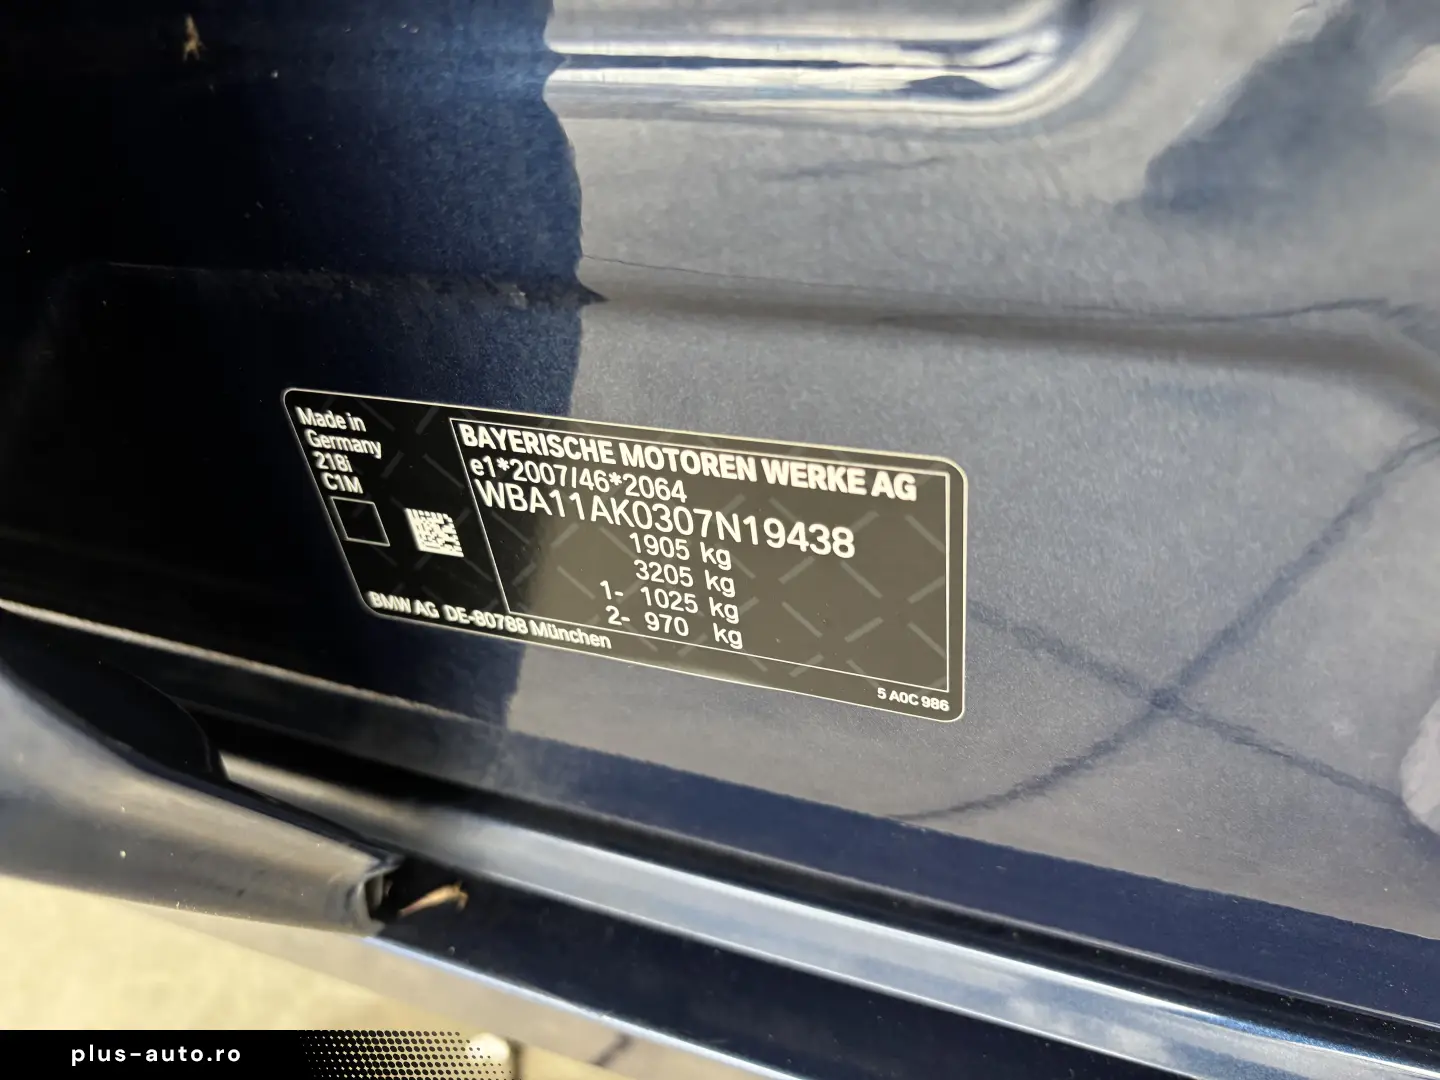 Made in
Germany
218i
C1M
BMW AG DE-80788 München
BAYERISCHE MOTOREN WERKE AG
e1*2007/46*2064
WBA11AK0307N19438
1905 kg
3205 kg
1- 1025 kg
2- 970 kg
5 A0C 986
plus-auto.ro